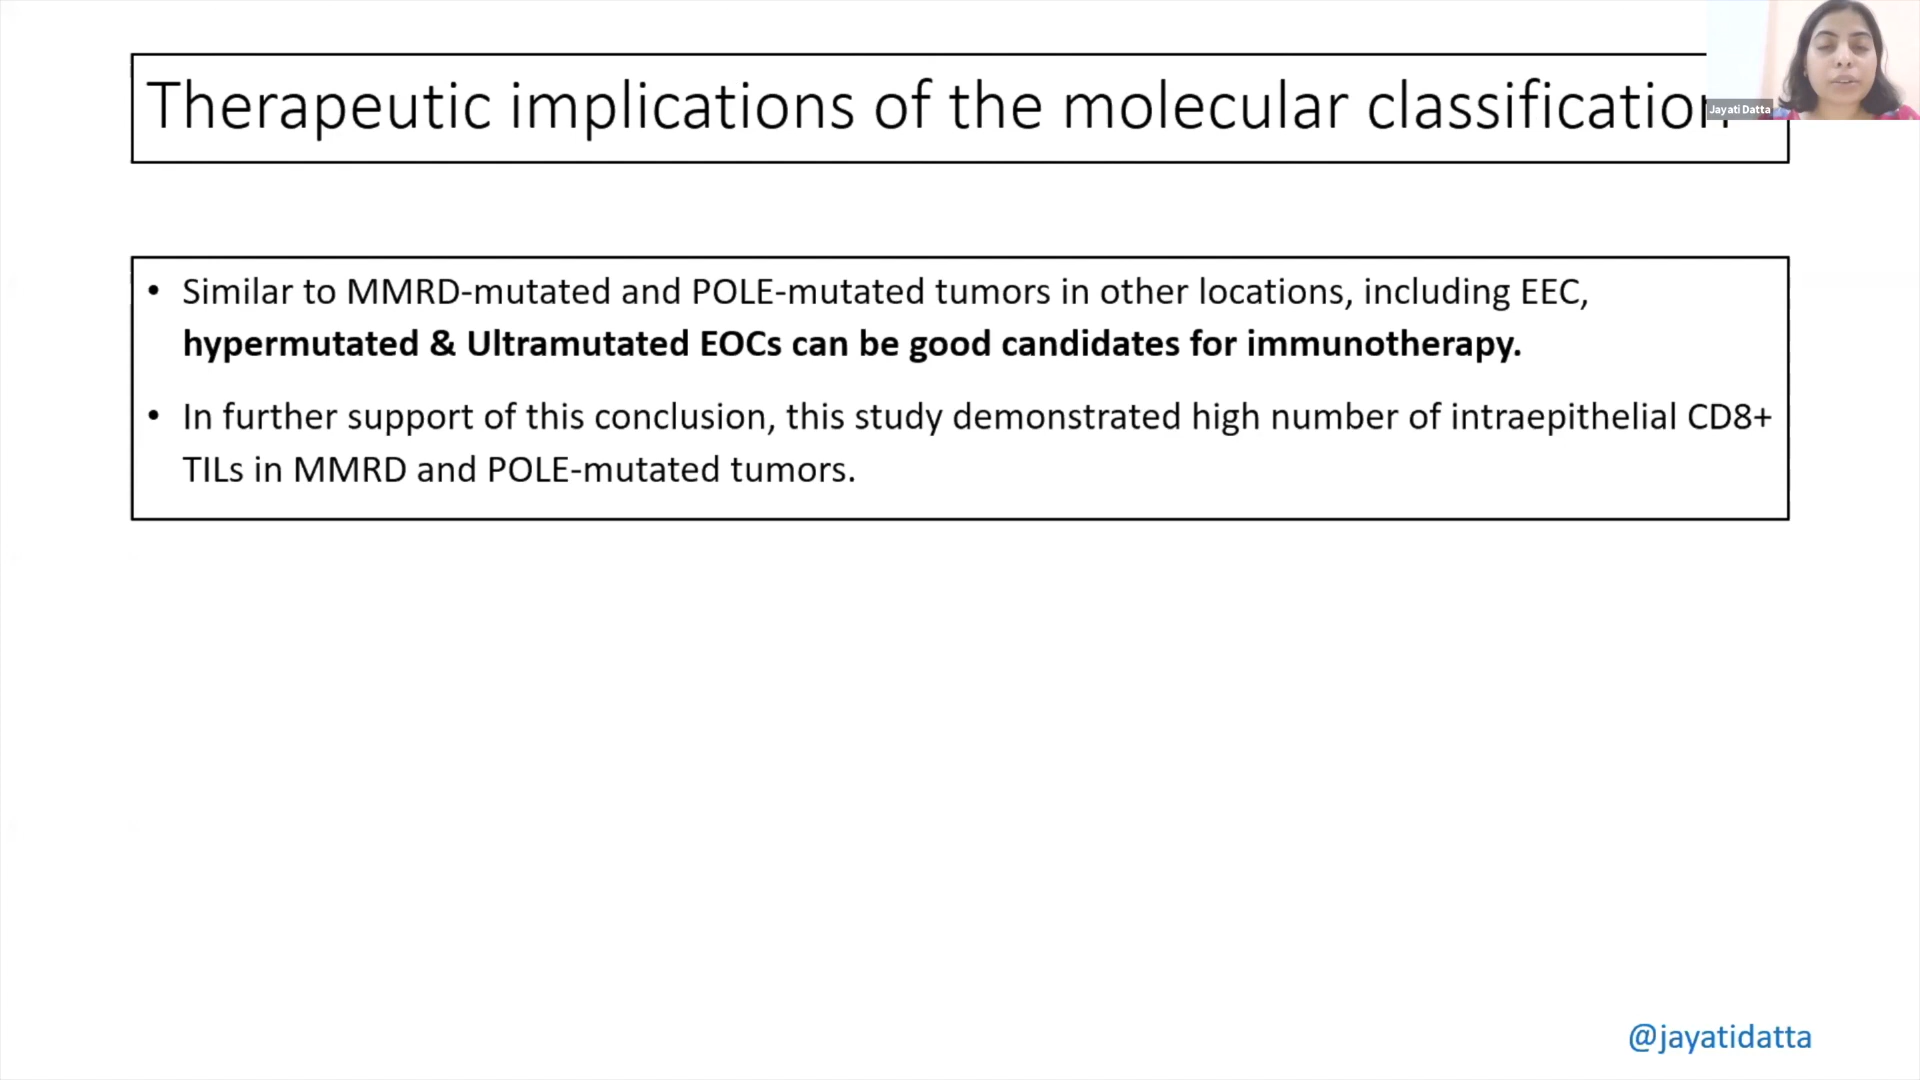 Therapeutic implications of the molecular classification
Jayati Datta
• Similar to MMRD-mutated and POLE-mutated tumors in other locations, including EEC,
hypermutated & Ultramutated EOCs can be good candidates for immunotherapy.
• In further support of this conclusion, this study demonstrated high number of intraepithelial CD8+
TILs in MMRD and POLE-mutated tumors.
@jayatidatta